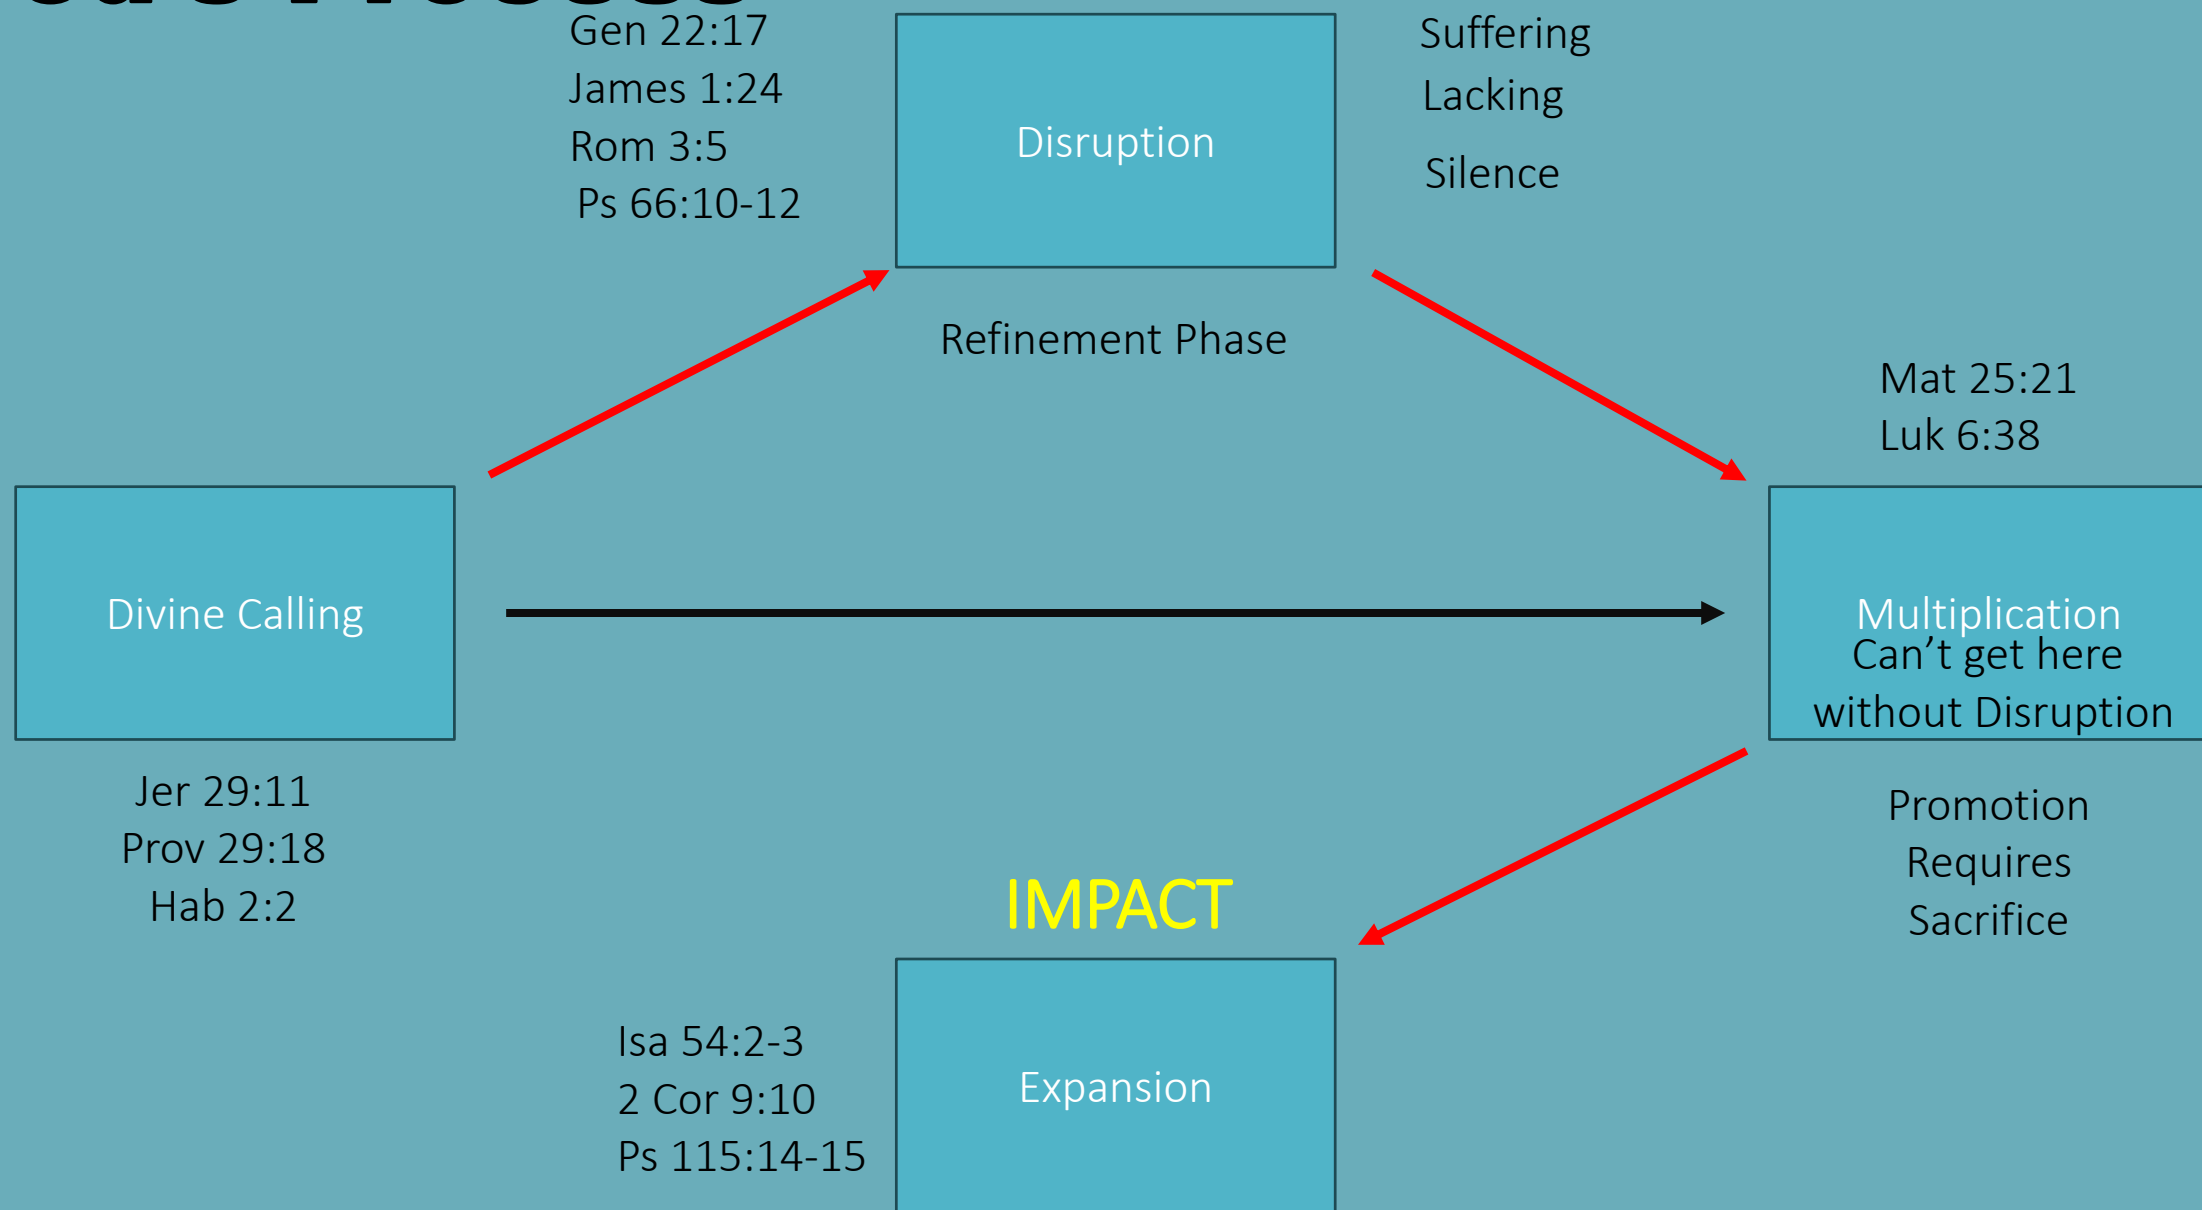 Gen 22:17
James 1:24
Rom 3:5
Ps 66:10-12
Disruption
Suffering
Lacking
Silence
Refinement Phase
Mat 25:21
Luk 6:38
Divine Calling
Multiplication
Can’t get here
without Disruption
Jer 29:11
Prov 29:18
Hab 2:2
Promotion
Requires
Sacrifice
IMPACT
Isa 54:2-3
2 Cor 9:10
Ps 115:14-15
Expansion